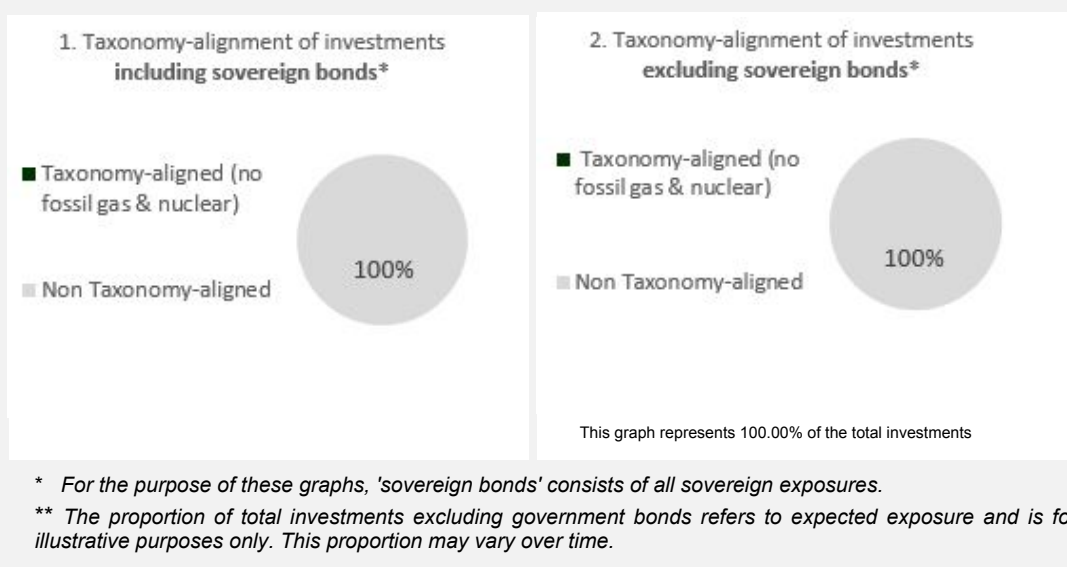 1. Taxonomy-alignment of investments
including sovereign bonds*
Taxonomy-aligned (no
fossil gas & nuclear)
Non Taxonomy-aligned
100%
2. Taxonomy-alignment of investments
excluding sovereign bonds*
Taxonomy-aligned (no
fossil gas & nuclear)
Non Taxonomy-aligned
100%
This graph represents 100.00% of the total investments
* For the purpose of these graphs, 'sovereign bonds' consists of all sovereign exposures.
** The proportion of total investments excluding government bonds refers to expected exposure and is fo
illustrative purposes only. This proportion may vary over time.